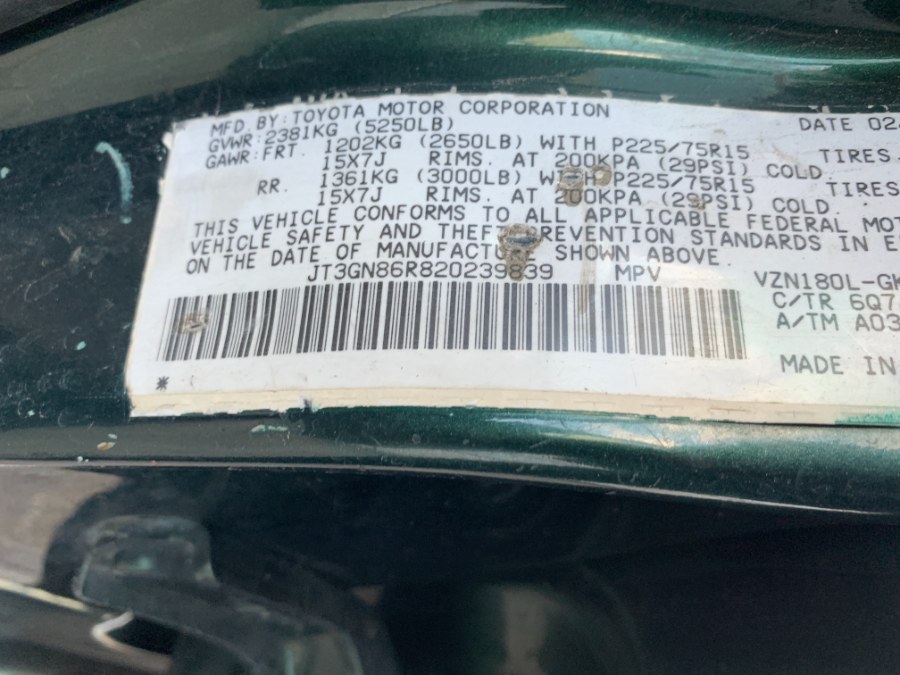 MFD BY: TOYOTA MOTOR CORPORATION DATE 02
GVWR: 2381KG (5250LB)
GAWR: FRT. 1202KG (2650LB) WITH P225/75R15 TIRES.
15X7J RIMS. AT 200KPA (29PSI) COLD
RR. 1361KG (3000LB) WITH P225/75R15 TIRES
15X7J RIMS. AT 200KPA (29PSI) COLD.
THIS VEHICLE CONFORMS TO ALL APPLICABLE FEDERAL MOT
VEHICLE SAFETY AND THEFT PREVENTION STANDARDS IN E
ON THE DATE OF MANUFACTURE SHOWN ABOVE.
JT3GN86R820239839 MPV VZN180L-GK
C/TR 6Q7
A/TM A03
MADE IN
*